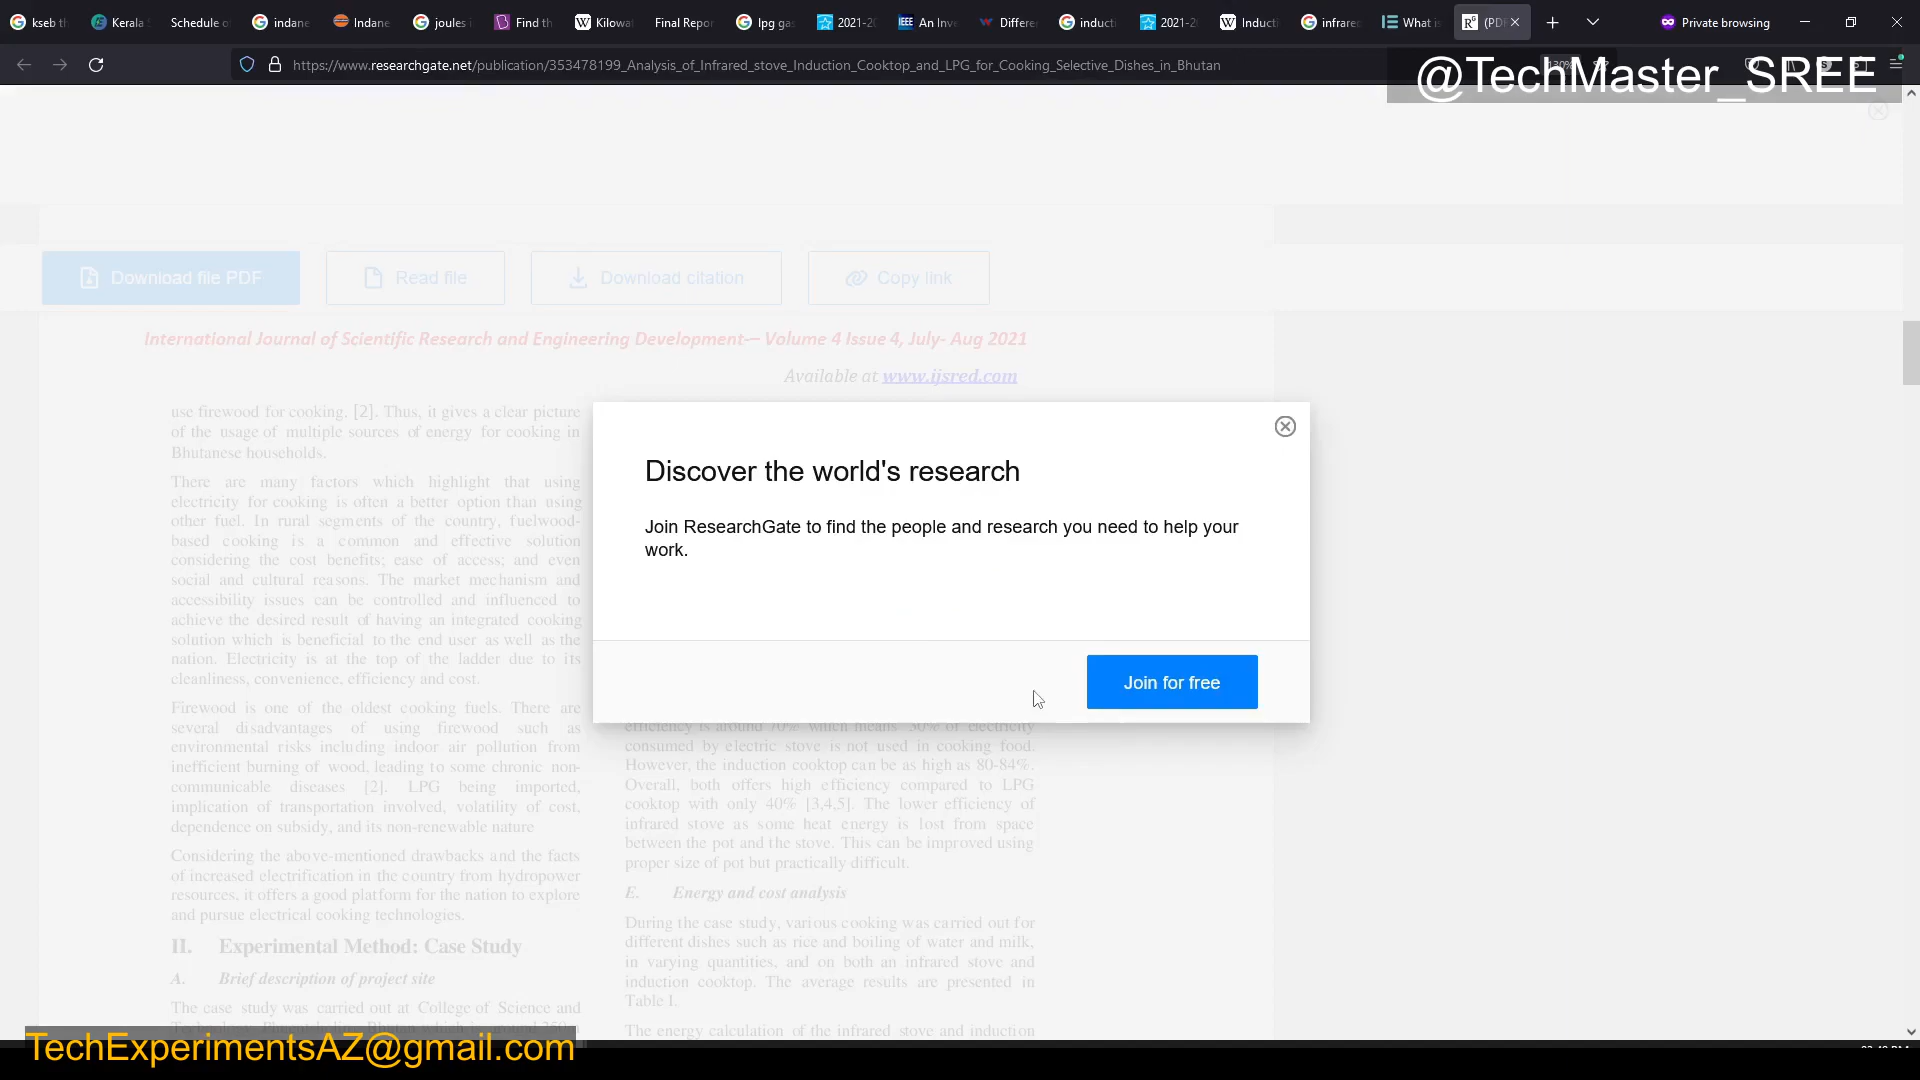 kseb th
Kerala
Schedule o
indane
Indane
joules i
Find th
Kilowat
Final Repor
lpg gas
2021-20
An Inv
Differe
inducti
2021-2
Inducti
infrared
What is
(PDF
Private browsing
https://www.researchgate.net/publication/353478199_Analysis_of_Infrared_stove_Induction_Cooktop_and_LPG_for_Cooking_Selective_Dishes_in_Bhutan
@TechMaster_SREE
Download file PDF
Read file
Download citation
Copy link
International Journal of Scientific Research and Engineering Development-– Volume 4 Issue 4, July- Aug 2021
Available at www.ijsred.com
use firewood for cooking. [2]. Thus, it gives a clear picture
of the usage of multiple sources of energy for cooking in
Bhutanese households.
There are many factors which highlight that using
electricity for cooking is often a better option than using
other fuel. In rural segments of the country, fuelwood-
based cooking is a common and effective solution
considering the cost benefits; ease of access; and even
social and cultural reasons. The market mechanism and
accessibility issues can be controlled and influenced to
achieve the desired result of having an integrated cooking
solution which is beneficial to the end user as well as the
nation. Electricity is at the top of the ladder due to its
cleanliness, convenience, efficiency and cost.
Firewood is one of the oldest cooking fuels. There are
several disadvantages of using firewood such as
environmental risks including indoor air pollution from
inefficient burning of wood, leading to some chronic non-
communicable diseases [2]. LPG being imported,
implication of transportation involved, volatility of cost,
dependence on subsidy, and its non-renewable nature
Considering the above-mentioned drawbacks and the facts
of increased electrification in the country from hydropower
resources, it offers a good platform for the nation to explore
and pursue electrical cooking technologies.
II. Experimental Method: Case Study
A. Brief description of project site
The case study was carried out at College of Science and
Discover the world's research
Join ResearchGate to find the people and research you need to help your
work.
Join for free
efficiency is around 70% which means 30% of electricity
consumed by electric stove is not used in cooking food.
However, the induction cooktop can be as high as 80-84%.
Overall, both offers high efficiency compared to LPG
cooktop with only 40% [3,4,5]. The lower efficiency of
infrared stove as some heat energy is lost from space
between the pot and the stove. This can be improved using
proper size of pot but practically difficult.
E. Energy and cost analysis
During the case study, various cooking was carried out for
different dishes such as rice and boiling of water and milk,
in varying quantities, and on both an infrared stove and
induction cooktop. The average results are presented in
Table 1.
The energy calculation of the infrared stove and induction
TechExperimentsAZ@gmail.com